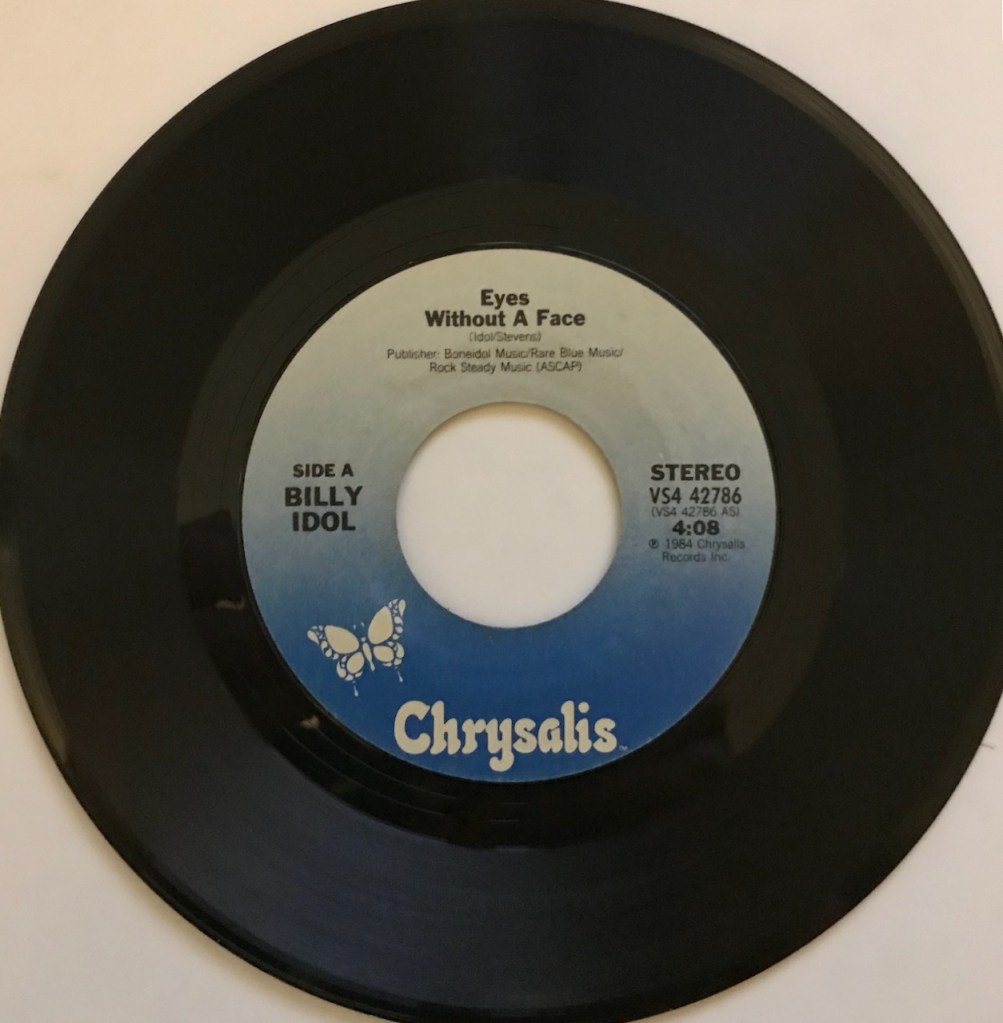 Eyes
Without A Face
(Idol/Stevens)
Publisher: Boneidol Music/Rare Blue Music/
Rock Steady Music (ASCAP)
SIDE A
BILLY
IDOL
STEREO
VS4 42786
(VS4 42786 AS)
4:08
℗ 1984 Chrysalis
Records Inc.
Chrysalis
TM